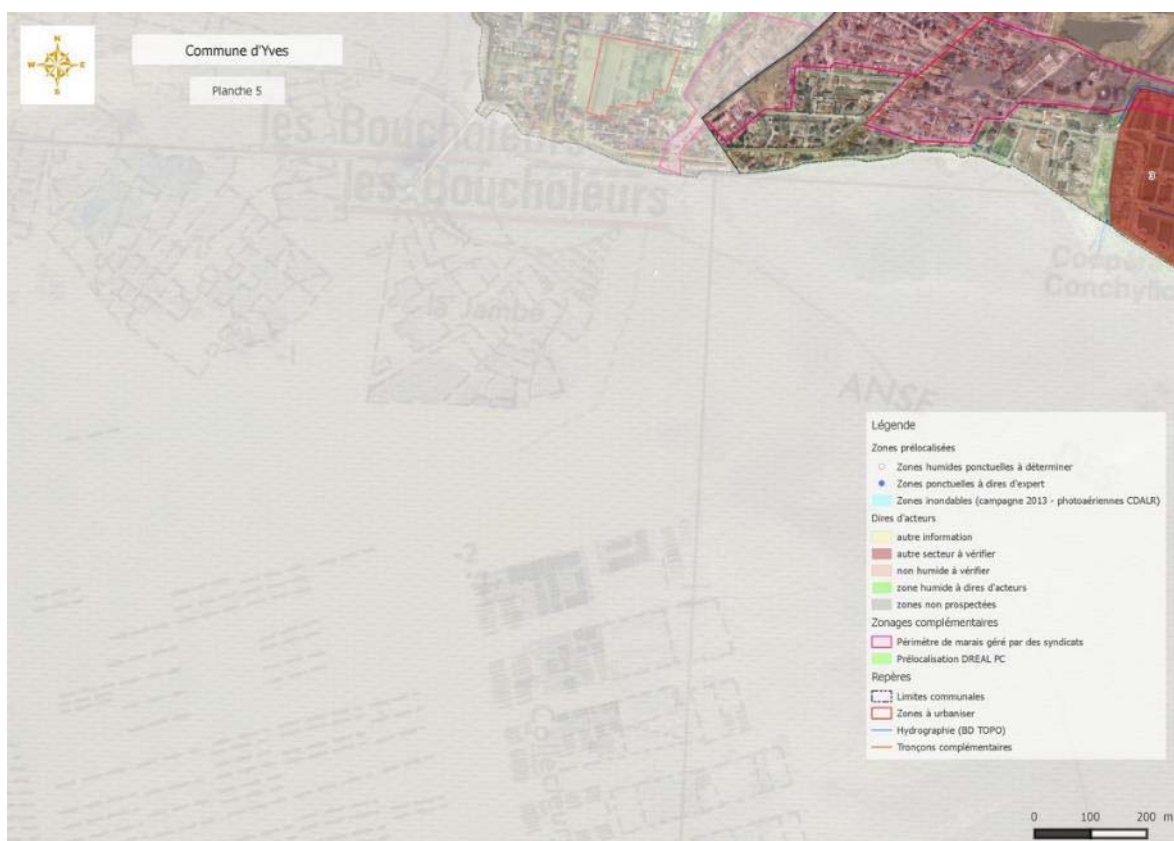 N
W E
S
Commune d'Yves
Planche 5
les Boucholeurs
les Boucholeurs
la Jambe
ANSE
DES
Légende
Zones prélocalisées
Zones humides ponctuelles à déterminer
Zones ponctuelles à dires d'expert
Zones inondables (campagne 2013 - photoaériennes CDALR)
Dires d'acteurs
autre information
autre secteur à vérifier
non humide à vérifier
zone humide à dires d'acteurs
zones non prospectées
Zonages complémentaires
Périmètre de marais géré par des syndicats
Prélocalisation DREAL PC
Repères
Limites communales
Zones à urbaniser
Hydrographie (BD TOPO)
Tronçons complémentaires
3
0 100 200 m